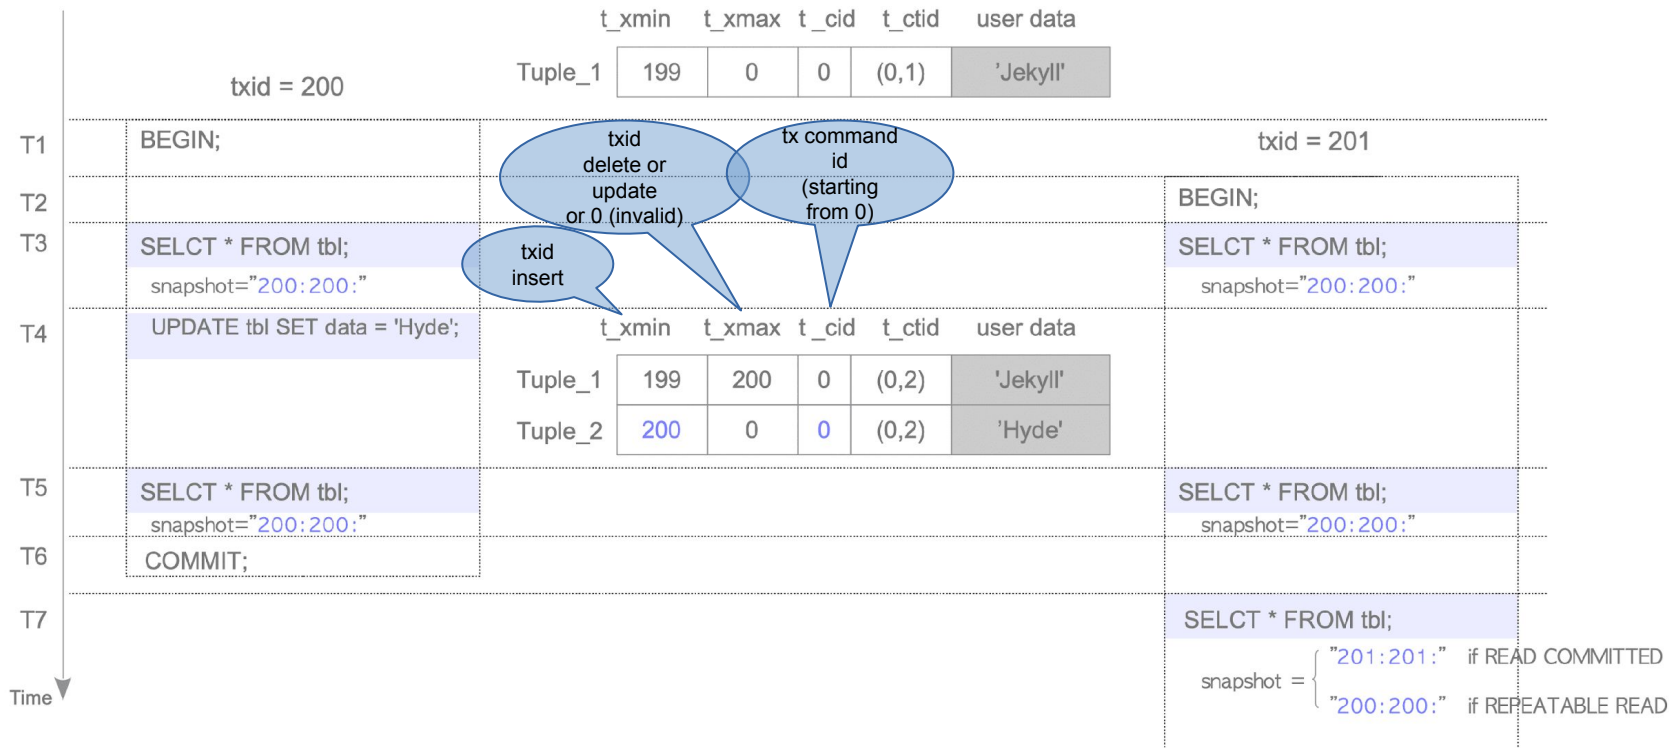 t_xmin t_xmax t _cid t_ctid user data
Tuple_1 199 0 0 (0,1) 'Jekyll'
txid = 200
T1 BEGIN;
txid
delete or
update
or 0 (invalid)
tx command
id
(starting
from 0)
txid = 201
T2 BEGIN;
T3 SELCT * FROM tbl; SELCT * FROM tbl;
txid
insert
snapshot="200:200:" snapshot="200:200:"
T4 UPDATE tbl SET data = 'Hyde';
t_xmin t_xmax t_cid t_ctid user data
Tuple_1 199 200 0 (0,2) 'Jekyll'
Tuple_2 200 0 0 (0,2) 'Hyde'
T5 SELCT * FROM tbl; SELCT * FROM tbl;
snapshot="200:200:" snapshot="200:200:"
T6 COMMIT;
T7 SELCT * FROM tbl;
"201:201:" if READ COMMITTED
snapshot =
"200:200:" if REPEATABLE READ
Time